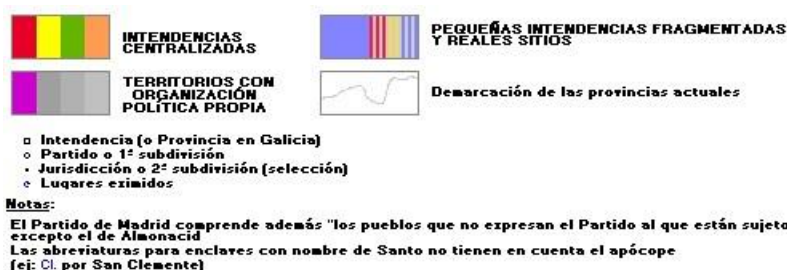 INTENDENCIAS
CENTRALIZADAS
PEQUEÑAS INTENDENCIAS FRAGMENTADAS
Y REALES SITIOS
TERRITORIOS CON
ORGANIZACIÓN
POLÍTICA PROPIA
Demarcación de las provincias actuales
Intendencia (o Provincia en Galicia)
Partido o 1ª subdivisión
Jurisdicción o 2ª subdivisión (selección)
Lugares eximidos
Notas:
El Partido de Madrid comprende además "los pueblos que no expresan el Partido al que están sujeto
excepto el de Almonacid
Las abreviaturas para enclaves con nombre de Santo no tienen en cuenta el apócope
(ej: Cl. por San Clemente)